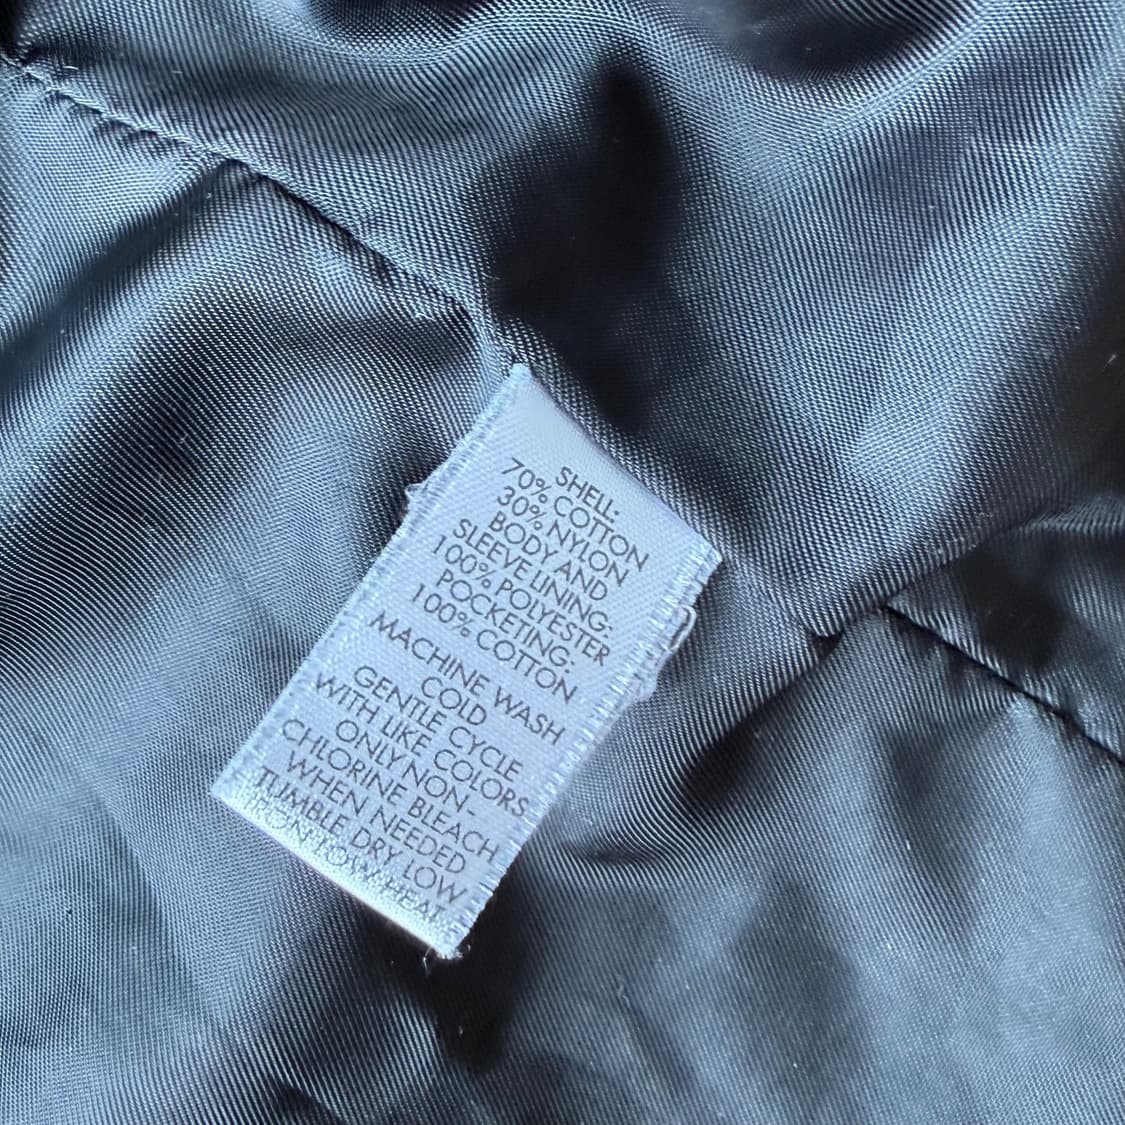 SHELL:
70% COTTON
30% NYLON
BODY AND
SLEEVE LINING:
100% POLYESTER
POCKETING:
100% COTTON
MACHINE WASH
COLD
GENTLE CYCLE
WITH LIKE COLORS
ONLY NON-
CHLORINE BLEACH
WHEN NEEDED
TUMBLE DRY LOW
IRON LOW HEAT